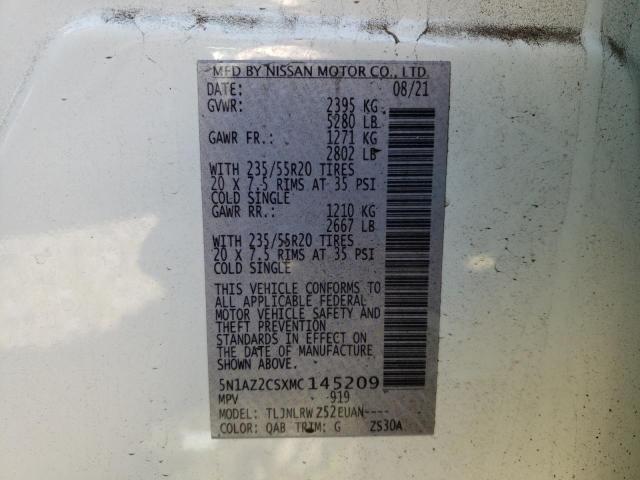 MFD BY NISSAN MOTOR CO., LTD.
DATE: 08/21
GVWR: 2395 KG
5280 LB
GAWR FR.: 1271 KG
2802 LB
WITH 235/55R20 TIRES
20 X 7.5 RIMS AT 35 PSI
COLD SINGLE
GAWR RR.: 1210 KG
2667 LB
WITH 235/55R20 TIRES
20 X 7.5 RIMS AT 35 PSI
COLD SINGLE
THIS VEHICLE CONFORMS TO
ALL APPLICABLE FEDERAL
MOTOR VEHICLE SAFETY AND
THEFT PREVENTION
STANDARDS IN EFFECT ON
THE DATE OF MANUFACTURE
SHOWN ABOVE.
5N1AZ2CSXMC145209
MPV 919
MODEL: TLJNLRWZ52EUAN----
COLOR: QAB TRIM: G ZS30A